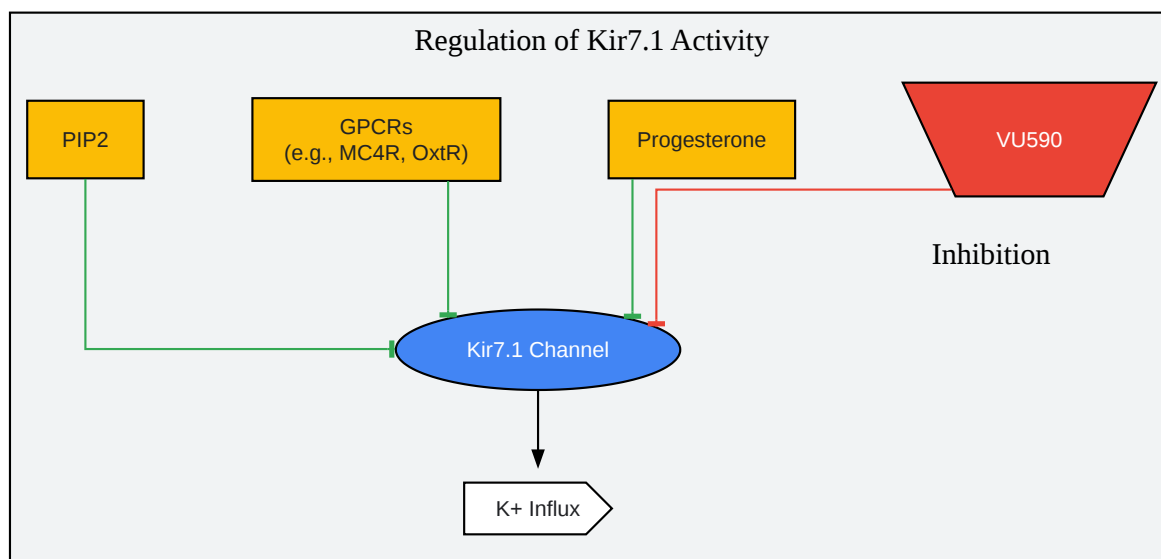 Regulation of Kir7.1 Activity
PIP2
GPCRs
(e.g., MC4R, OxtR)
Progesterone
VU590
Inhibition
Kir7.1 Channel
K+ Influx